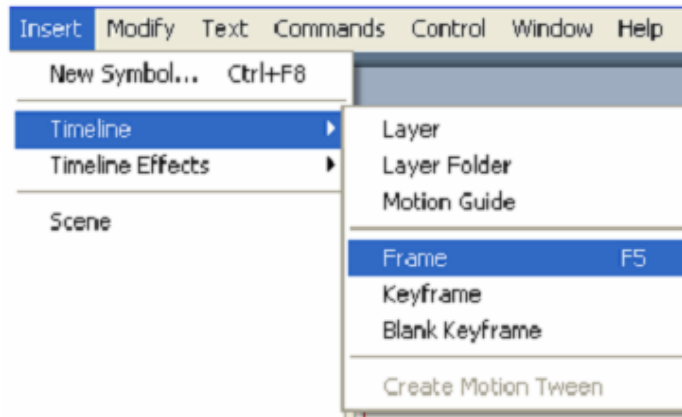 Insert Modify Text Commands Control Window Help
New Symbol... Ctrl+F8
Timeline
Timeline Effects
Scene
Layer
Layer Folder
Motion Guide
Frame F5
Keyframe
Blank Keyframe
Create Motion Tween